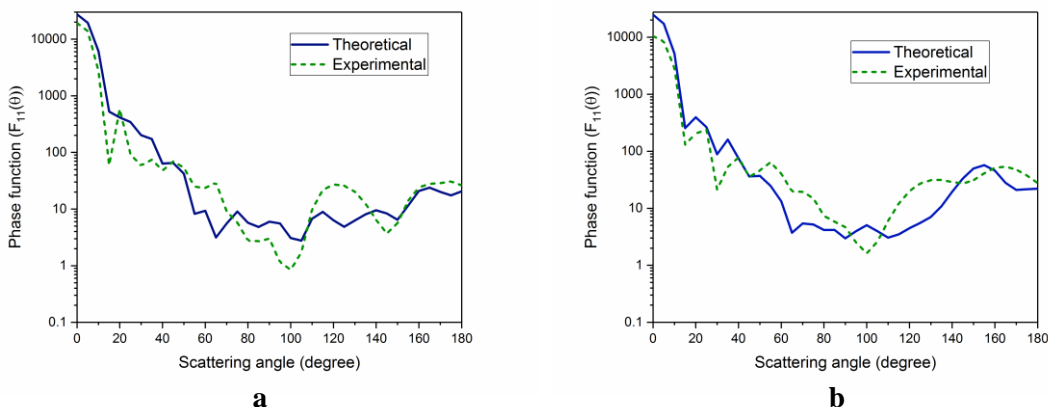 Phase function (F₁₁(θ))
10000
1000
100
10
1
0.1
Theoretical
Experimental
0 20 40 60 80 100 120 140 160 180
Scattering angle (degree)
a
Phase function (F₁₁(θ))
10000
1000
100
10
1
0.1
Theoretical
Experimental
0 20 40 60 80 100 120 140 160 180
Scattering angle (degree)
b